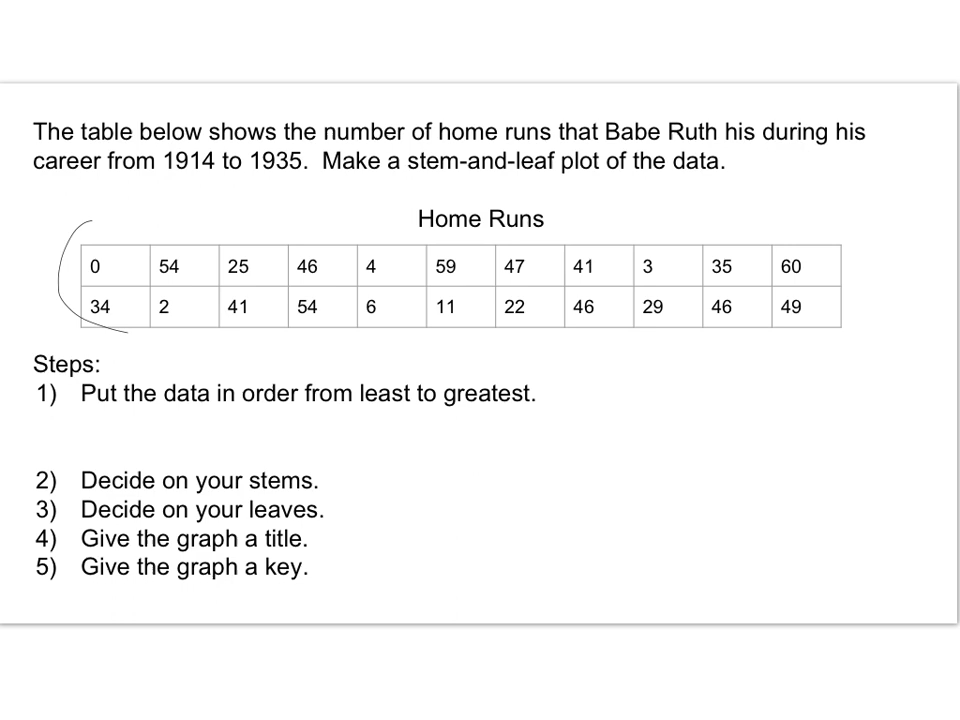 The table below shows the number of home runs that Babe Ruth his during his
career from 1914 to 1935.  Make a stem-and-leaf plot of the data.
Home Runs
0 54 25 46 4 59 47 41 3 35 60
34 2 41 54 6 11 22 46 29 46 49
Steps:
1) Put the data in order from least to greatest.
2) Decide on your stems.
3) Decide on your leaves.
4) Give the graph a title.
5) Give the graph a key.